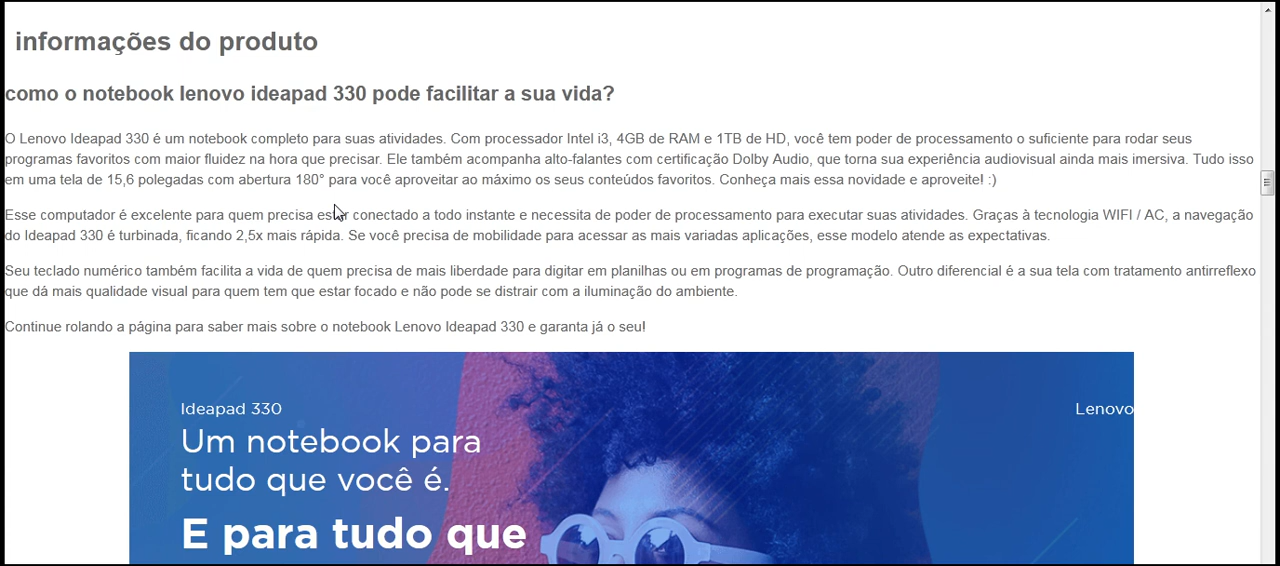 informações do produto
como o notebook lenovo ideapad 330 pode facilitar a sua vida?
O Lenovo Ideapad 330 é um notebook completo para suas atividades. Com processador Intel i3, 4GB de RAM e 1TB de HD, você tem poder de processamento o suficiente para rodar seus
programas favoritos com maior fluidez na hora que precisar. Ele também acompanha alto-falantes com certificação Dolby Audio, que torna sua experiência audiovisual ainda mais imersiva. Tudo isso
em uma tela de 15,6 polegadas com abertura 180° para você aproveitar ao máximo os seus conteúdos favoritos. Conheça mais essa novidade e aproveite! :)
Esse computador é excelente para quem precisa estar conectado a todo instante e necessita de poder de processamento para executar suas atividades. Graças à tecnologia WIFI / AC, a navegação
do Ideapad 330 é turbinada, ficando 2,5x mais rápida. Se você precisa de mobilidade para acessar as mais variadas aplicações, esse modelo atende as expectativas.
Seu teclado numérico também facilita a vida de quem precisa de mais liberdade para digitar em planilhas ou em programas de programação. Outro diferencial é a sua tela com tratamento antirreflexo
que dá mais qualidade visual para quem tem que estar focado e não pode se distrair com a iluminação do ambiente.
Continue rolando a página para saber mais sobre o notebook Lenovo Ideapad 330 e garanta já o seu!
Ideapad 330
Lenovo
Um notebook para
tudo que você é.
E para tudo que